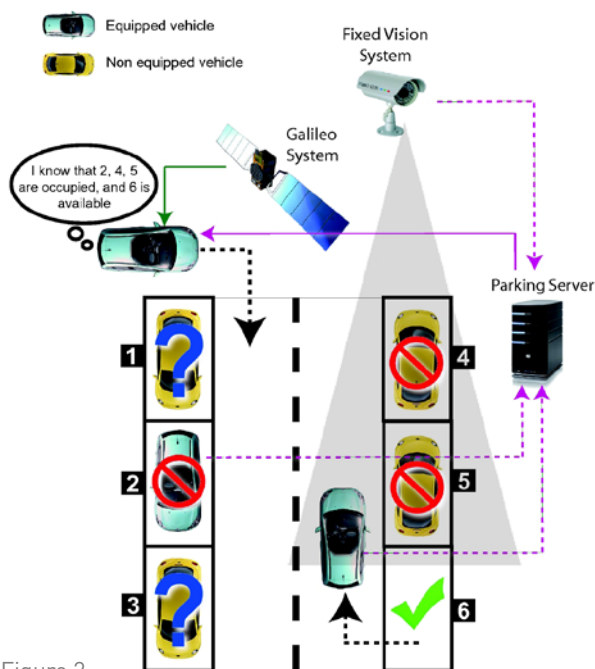 Equipped vehicle
Non equipped vehicle
Fixed Vision
System
Galileo
System
I know that 2, 4, 5
are occupied, and 6 is
available
Parking Server
1
?
4
2
5
3
?
6
Figure 2